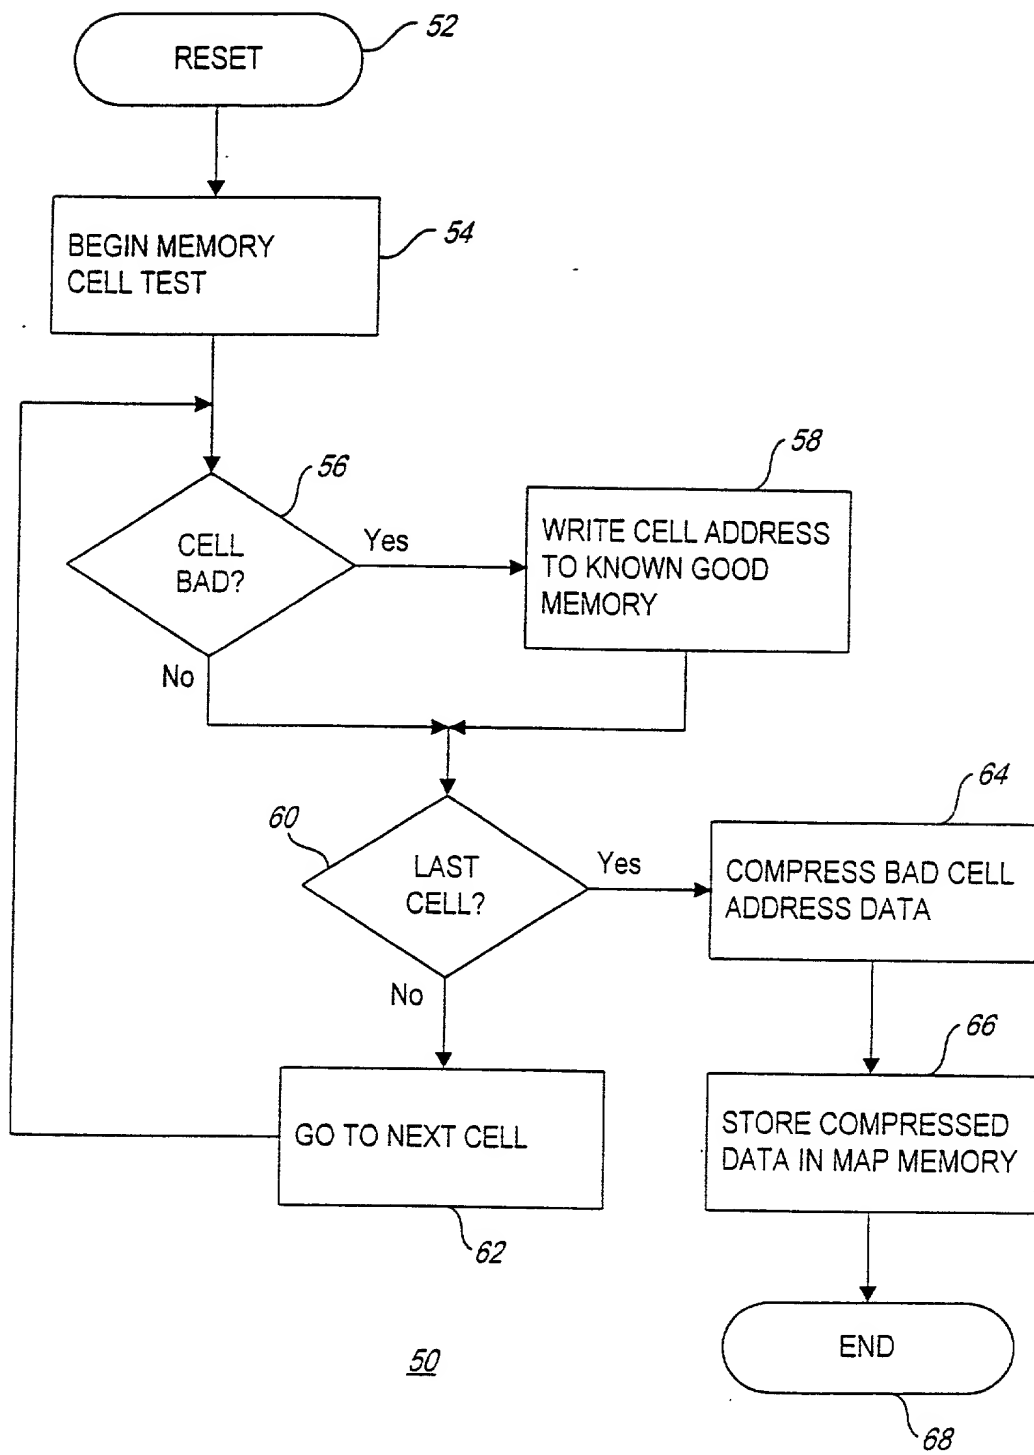 52
RESET
54
BEGIN MEMORY
CELL TEST
56
CELL
BAD?
Yes
No
58
WRITE CELL ADDRESS
TO KNOWN GOOD
MEMORY
60
LAST
CELL?
Yes
No
64
COMPRESS BAD CELL
ADDRESS DATA
66
STORE COMPRESSED
DATA IN MAP MEMORY
GO TO NEXT CELL
62
END
68
50